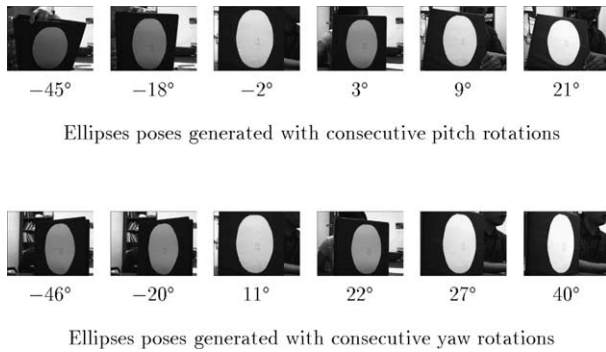 −45° −18° −2° 3° 9° 21°
Ellipses poses generated with consecutive pitch rotations
−46° −20° 11° 22° 27° 40°
Ellipses poses generated with consecutive yaw rotations